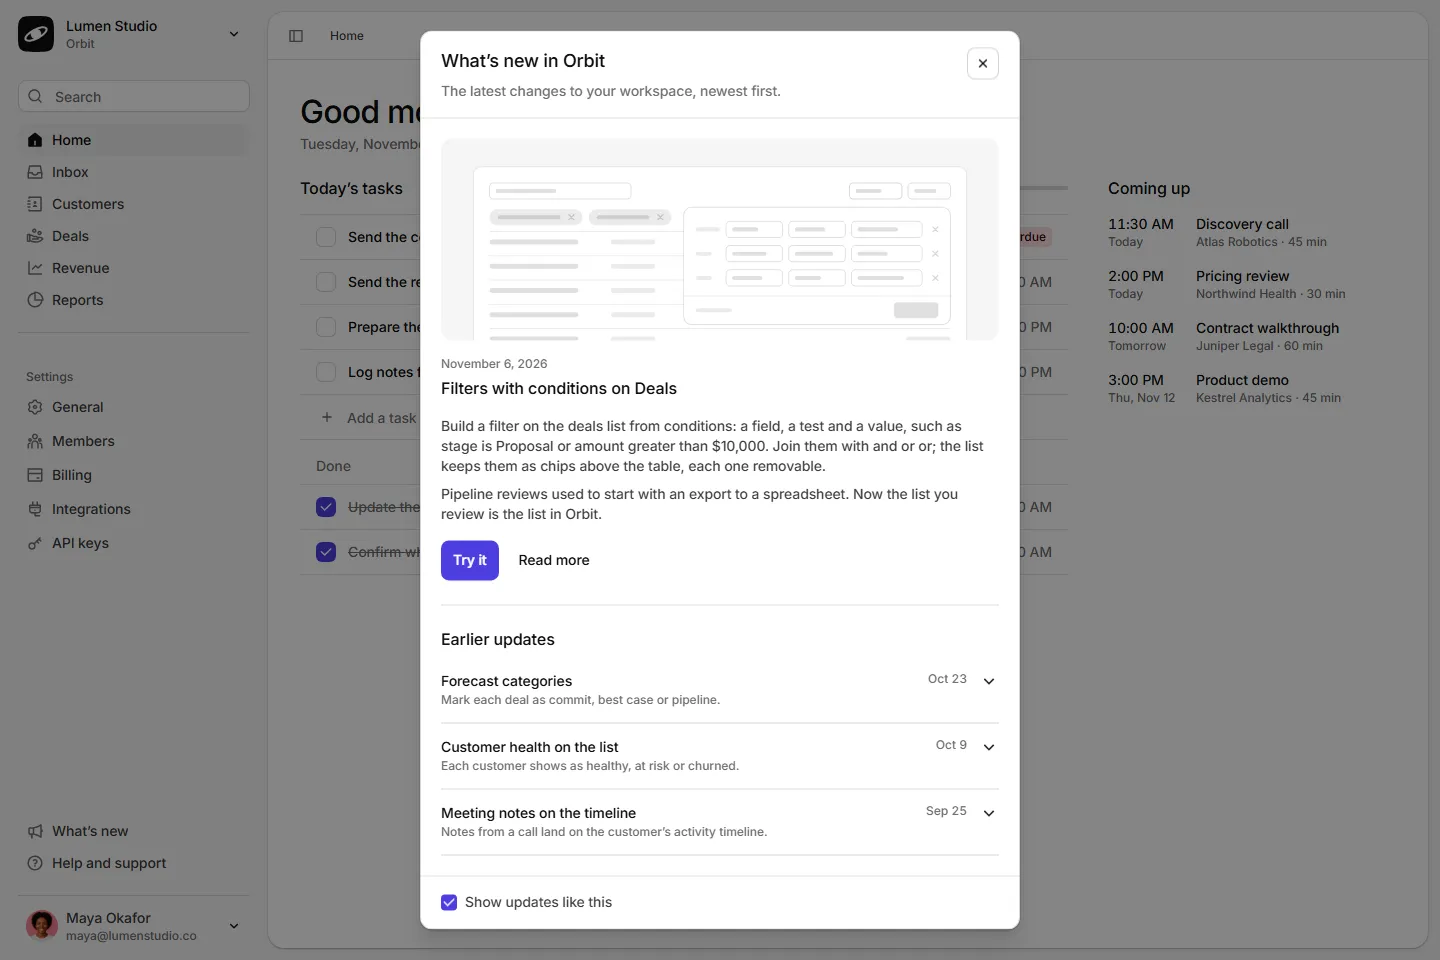 Lumen Studio
Orbit
Search
Home
Inbox
Customers
Deals
Revenue
Reports
Settings
General
Members
Billing
Integrations
API keys
What's new
Help and support
Maya Okafor
maya@lumenstudio.co
Home
Good mo
Tuesday, Novembe
Today's tasks
Send the c
rdue
Send the re
0 AM
Prepare the
0 PM
Log notes f
0 PM
Add a task
Done
Update the
0 AM
Confirm wh
0 AM
Coming up
11:30 AM Discovery call
Today Atlas Robotics · 45 min
2:00 PM Pricing review
Today Northwind Health · 30 min
10:00 AM Contract walkthrough
Tomorrow Juniper Legal · 60 min
3:00 PM Product demo
Thu, Nov 12 Kestrel Analytics · 45 min
What's new in Orbit
The latest changes to your workspace, newest first.
November 6, 2026
Filters with conditions on Deals
Build a filter on the deals list from conditions: a field, a test and a value, such as
stage is Proposal or amount greater than $10,000. Join them with and or or; the list
keeps them as chips above the table, each one removable.
Pipeline reviews used to start with an export to a spreadsheet. Now the list you
review is the list in Orbit.
Try it Read more
Earlier updates
Forecast categories Oct 23
Mark each deal as commit, best case or pipeline.
Customer health on the list Oct 9
Each customer shows as healthy, at risk or churned.
Meeting notes on the timeline Sep 25
Notes from a call land on the customer's activity timeline.
Show updates like this